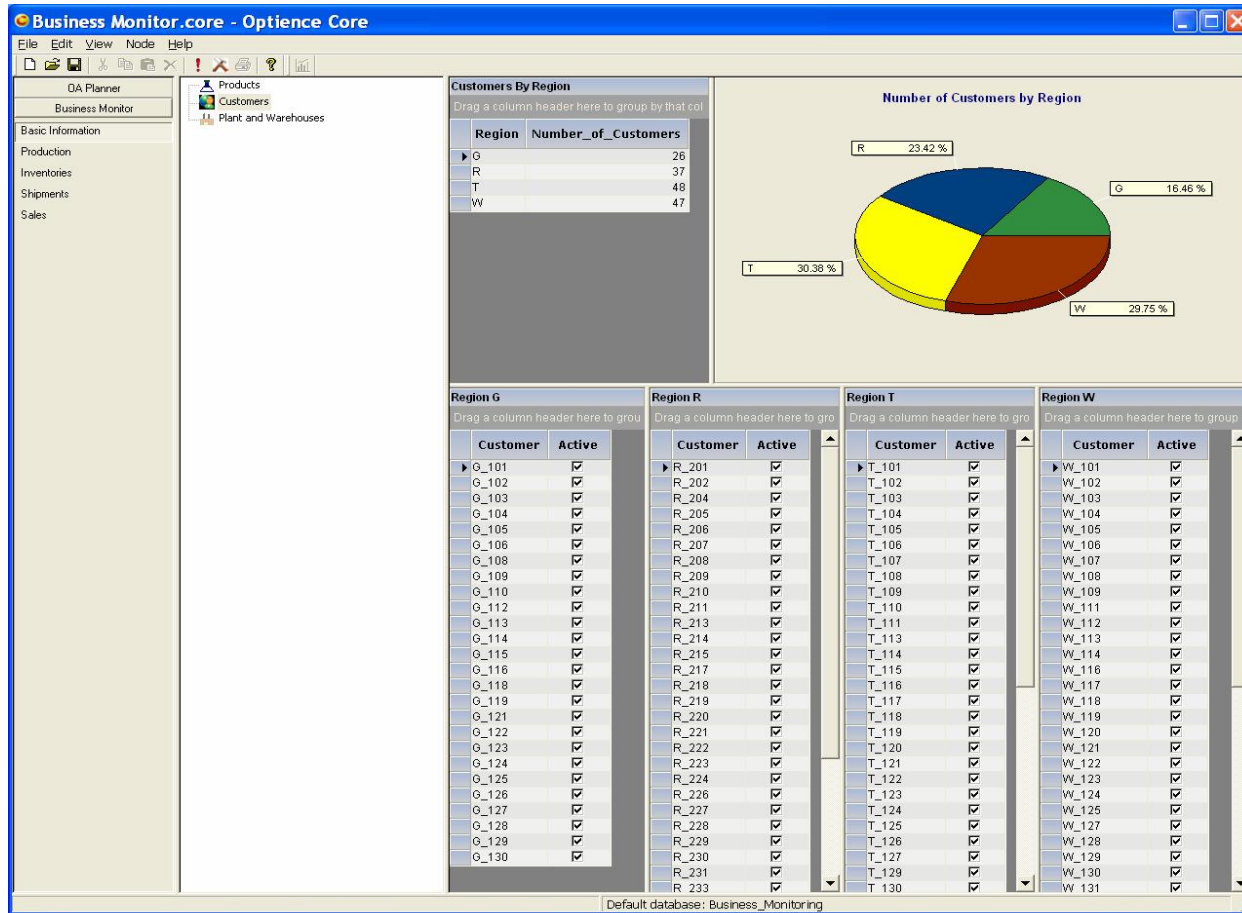 Business Monitor.core - Optience Core
File Edit View Node Help
OA Planner
Business Monitor
Basic Information
Production
Inventories
Shipments
Sales
Products
Customers
Plant and Warehouses
Customers By Region
Drag a column header here to group by that col
Region Number_of_Customers
G 26
R 37
T 48
W 47
Number of Customers by Region
R 23.42 %
G 16.46 %
T 30.38 %
W 29.75 %
Region G
Drag a column header here to grou
Customer Active
G_101
G_102
G_103
G_104
G_105
G_106
G_108
G_109
G_110
G_112
G_113
G_114
G_115
G_116
G_118
G_119
G_121
G_122
G_123
G_124
G_125
G_126
G_127
G_128
G_129
G_130
Region R
Drag a column header here to gro
Customer Active
R_201
R_202
R_204
R_205
R_206
R_207
R_208
R_209
R_210
R_211
R_213
R_214
R_215
R_217
R_218
R_219
R_220
R_221
R_222
R_223
R_224
R_226
R_227
R_228
R_229
R_230
R_231
R_233
Region T
Drag a column header here to gro
Customer Active
T_101
T_102
T_103
T_104
T_105
T_106
T_107
T_108
T_109
T_110
T_111
T_113
T_114
T_115
T_116
T_117
T_118
T_119
T_120
T_121
T_122
T_123
T_124
T_125
T_126
T_127
T_129
T_130
Region W
Drag a column header here to group
Customer Active
W_101
W_102
W_103
W_104
W_105
W_106
W_107
W_108
W_109
W_111
W_112
W_113
W_114
W_116
W_117
W_118
W_119
W_120
W_121
W_122
W_123
W_124
W_125
W_127
W_128
W_129
W_130
W_131
Default database: Business_Monitoring